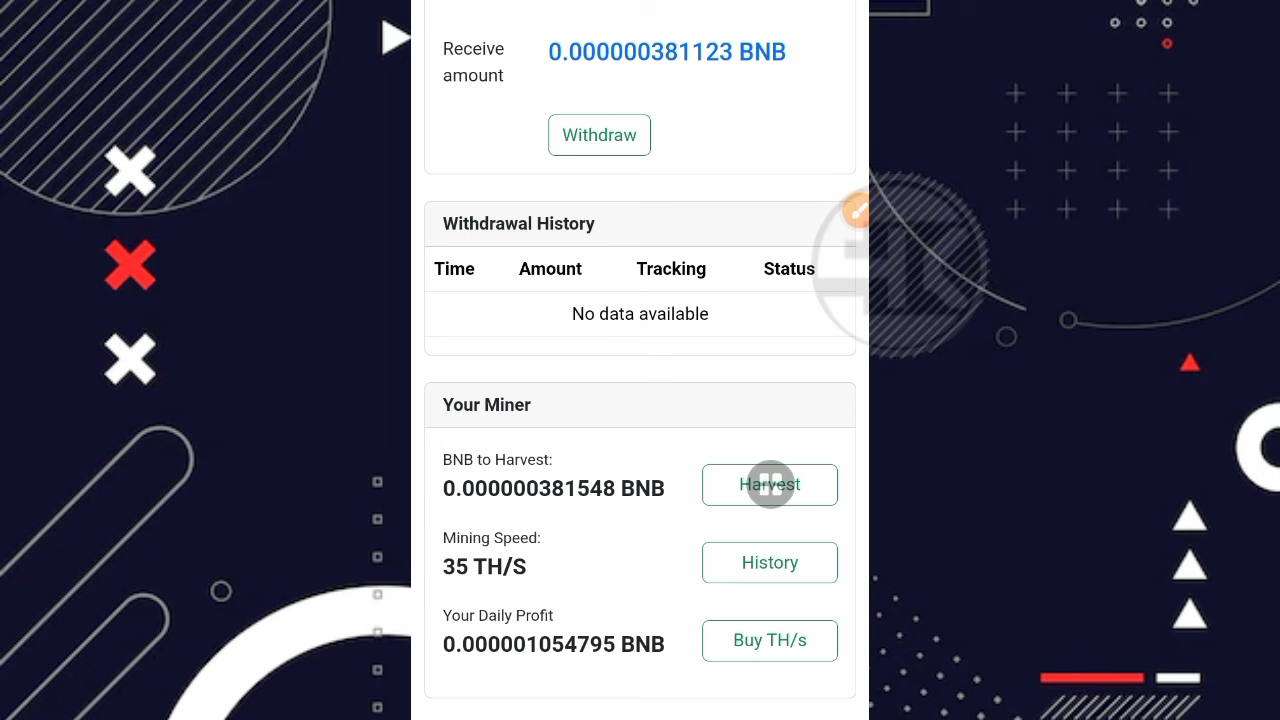 Receive amount
0.000000381123 BNB
Withdraw
Withdrawal History
Time Amount Tracking Status
No data available
Your Miner
BNB to Harvest:
0.000000381548 BNB
Harvest
Mining Speed:
35 TH/S
History
Your Daily Profit
0.000001054795 BNB
Buy TH/s